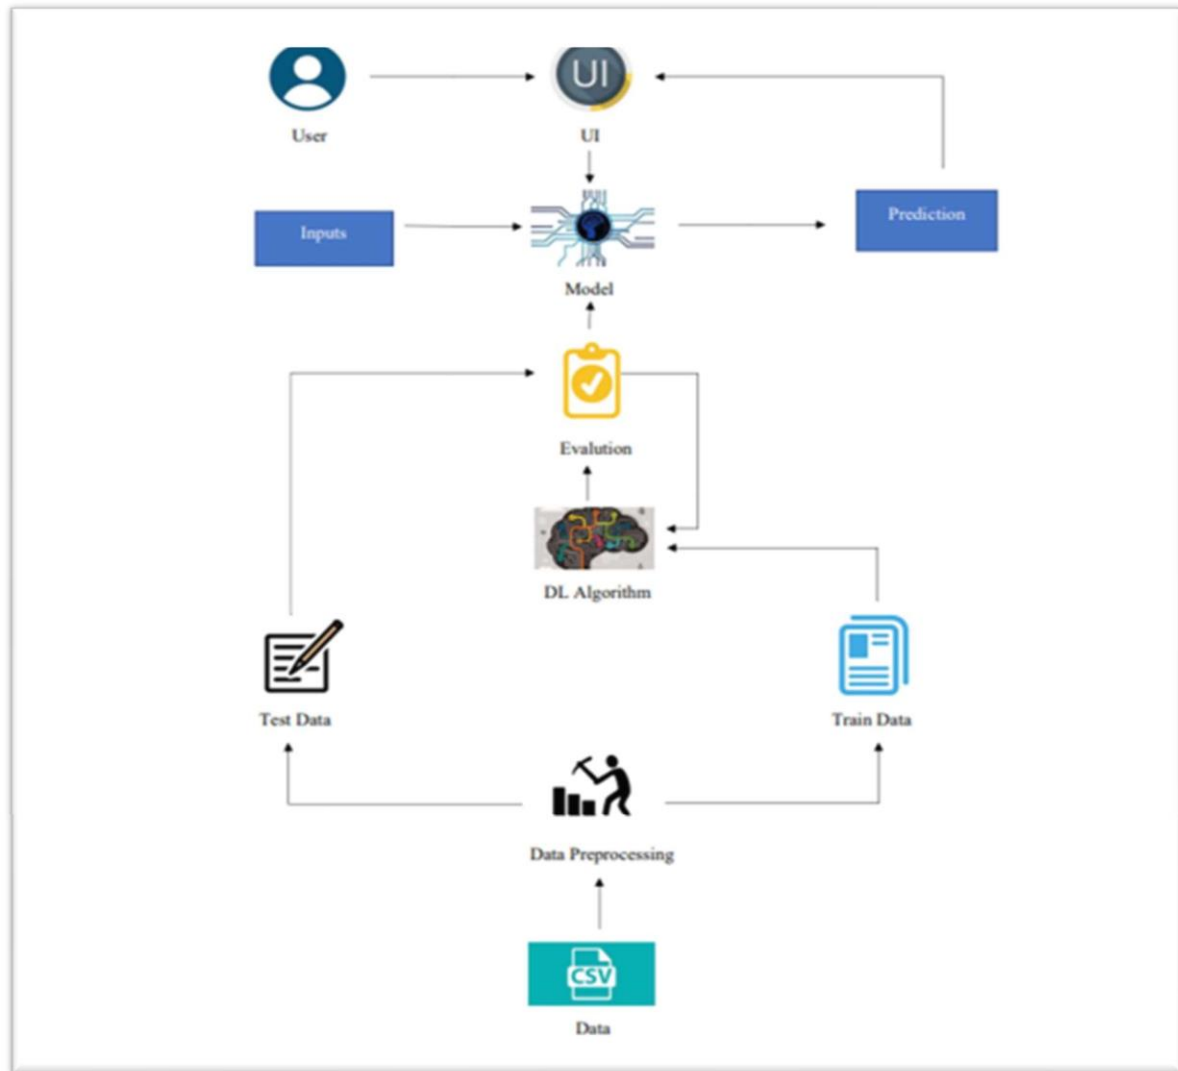 UI
User
UI
Inputs
Prediction
Model
Evalution
DL Algorithm
Test Data
Train Data
Data Preprocessing
CSV
Data